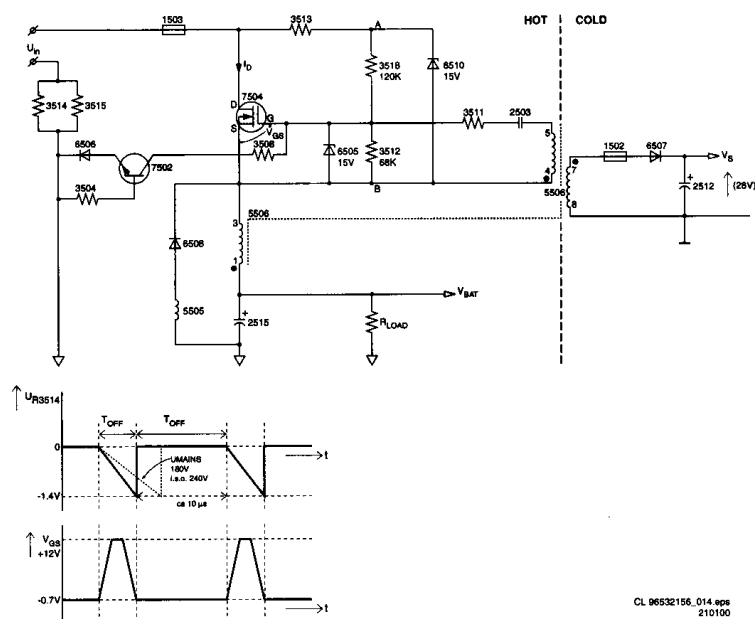 HOT COLD
1503
3513
A
Uin
ID
3518
120K
6510
15V
3514
3515
7504
D
S
G
VGS
3511
2503
5
4
6506
7502
3506
6505
15V
3512
68K
1502
6507
VS
7
8
5506
2512
(28V)
3504
B
6508
3
5506
1
5505
2515
VBAT
RLOAD
UR3514
TOFF
TOFF
0
t
UMAINS
180V
i.s.o. 240V
-1.4V
ca 10 µs
VGS
+12V
-0.7V
t
CL 96532156_014.eps
210100